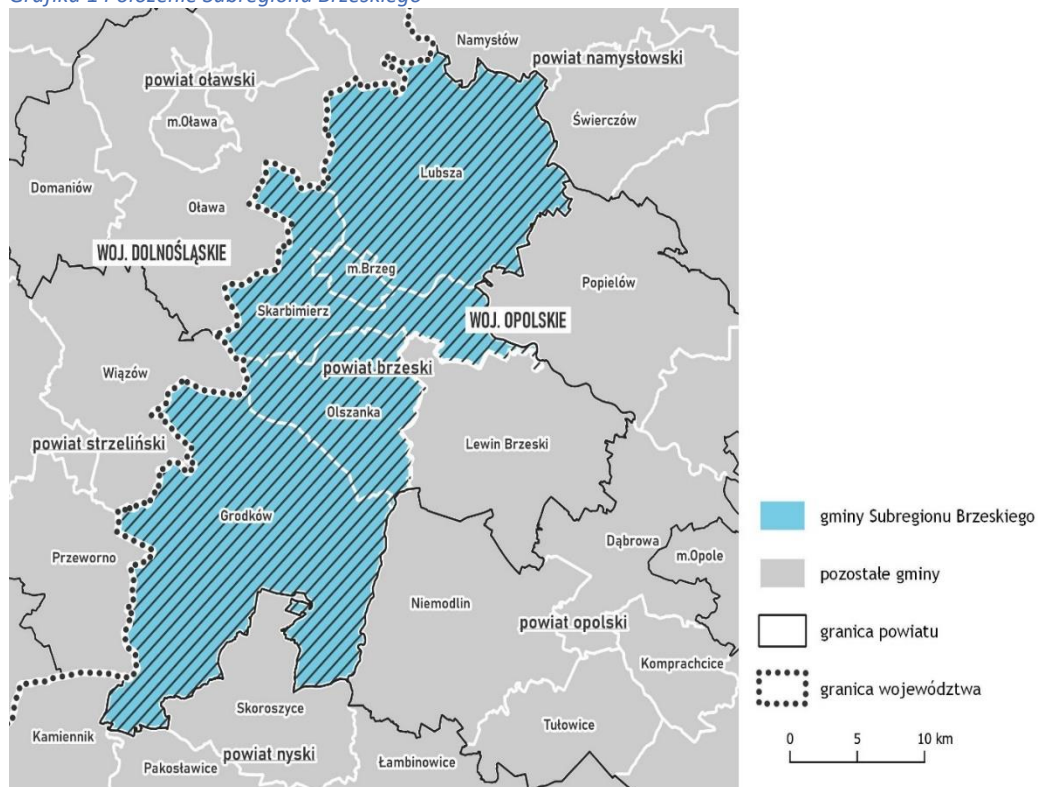 Grafika 1 Położenie Subregionu Brzeskiego
Namysłów
powiat namysłowski
powiat oławski
m.Oława
Świerczów
Lubsza
Domaniów
Oława
WOJ. DOLNOŚLĄSKIE
m.Brzeg
Popielów
Skarbimierz
WOJ. OPOLSKIE
powiat brzeski
Wiązów
Olszanka
powiat strzeliński
Lewin Brzeski
Grodków
gminy Subregionu Brzeskiego
Przeworno
Dąbrowa
m.Opole
pozostałe gminy
Niemodlin
powiat opolski
granica powiatu
Komprachcice
granica województwa
Skoroszyce
Kamiennik
Tułowice
powiat nyski
Pakosławice
Łambinowice
0 5 10 km